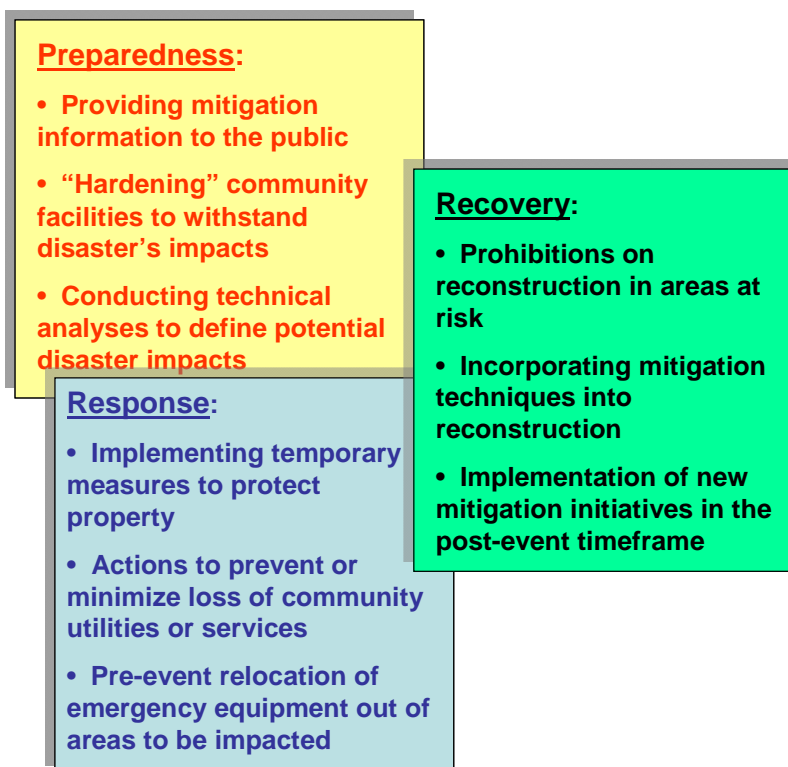 Preparedness:
• Providing mitigation
information to the public
• “Hardening” community
facilities to withstand
disaster’s impacts
• Conducting technical
analyses to define potential
disaster impacts
Response:
• Implementing temporary
measures to protect
property
• Actions to prevent or
minimize loss of community
utilities or services
• Pre-event relocation of
emergency equipment out of
areas to be impacted
Recovery:
• Prohibitions on
reconstruction in areas at
risk
• Incorporating mitigation
techniques into
reconstruction
• Implementation of new
mitigation initiatives in the
post-event timeframe